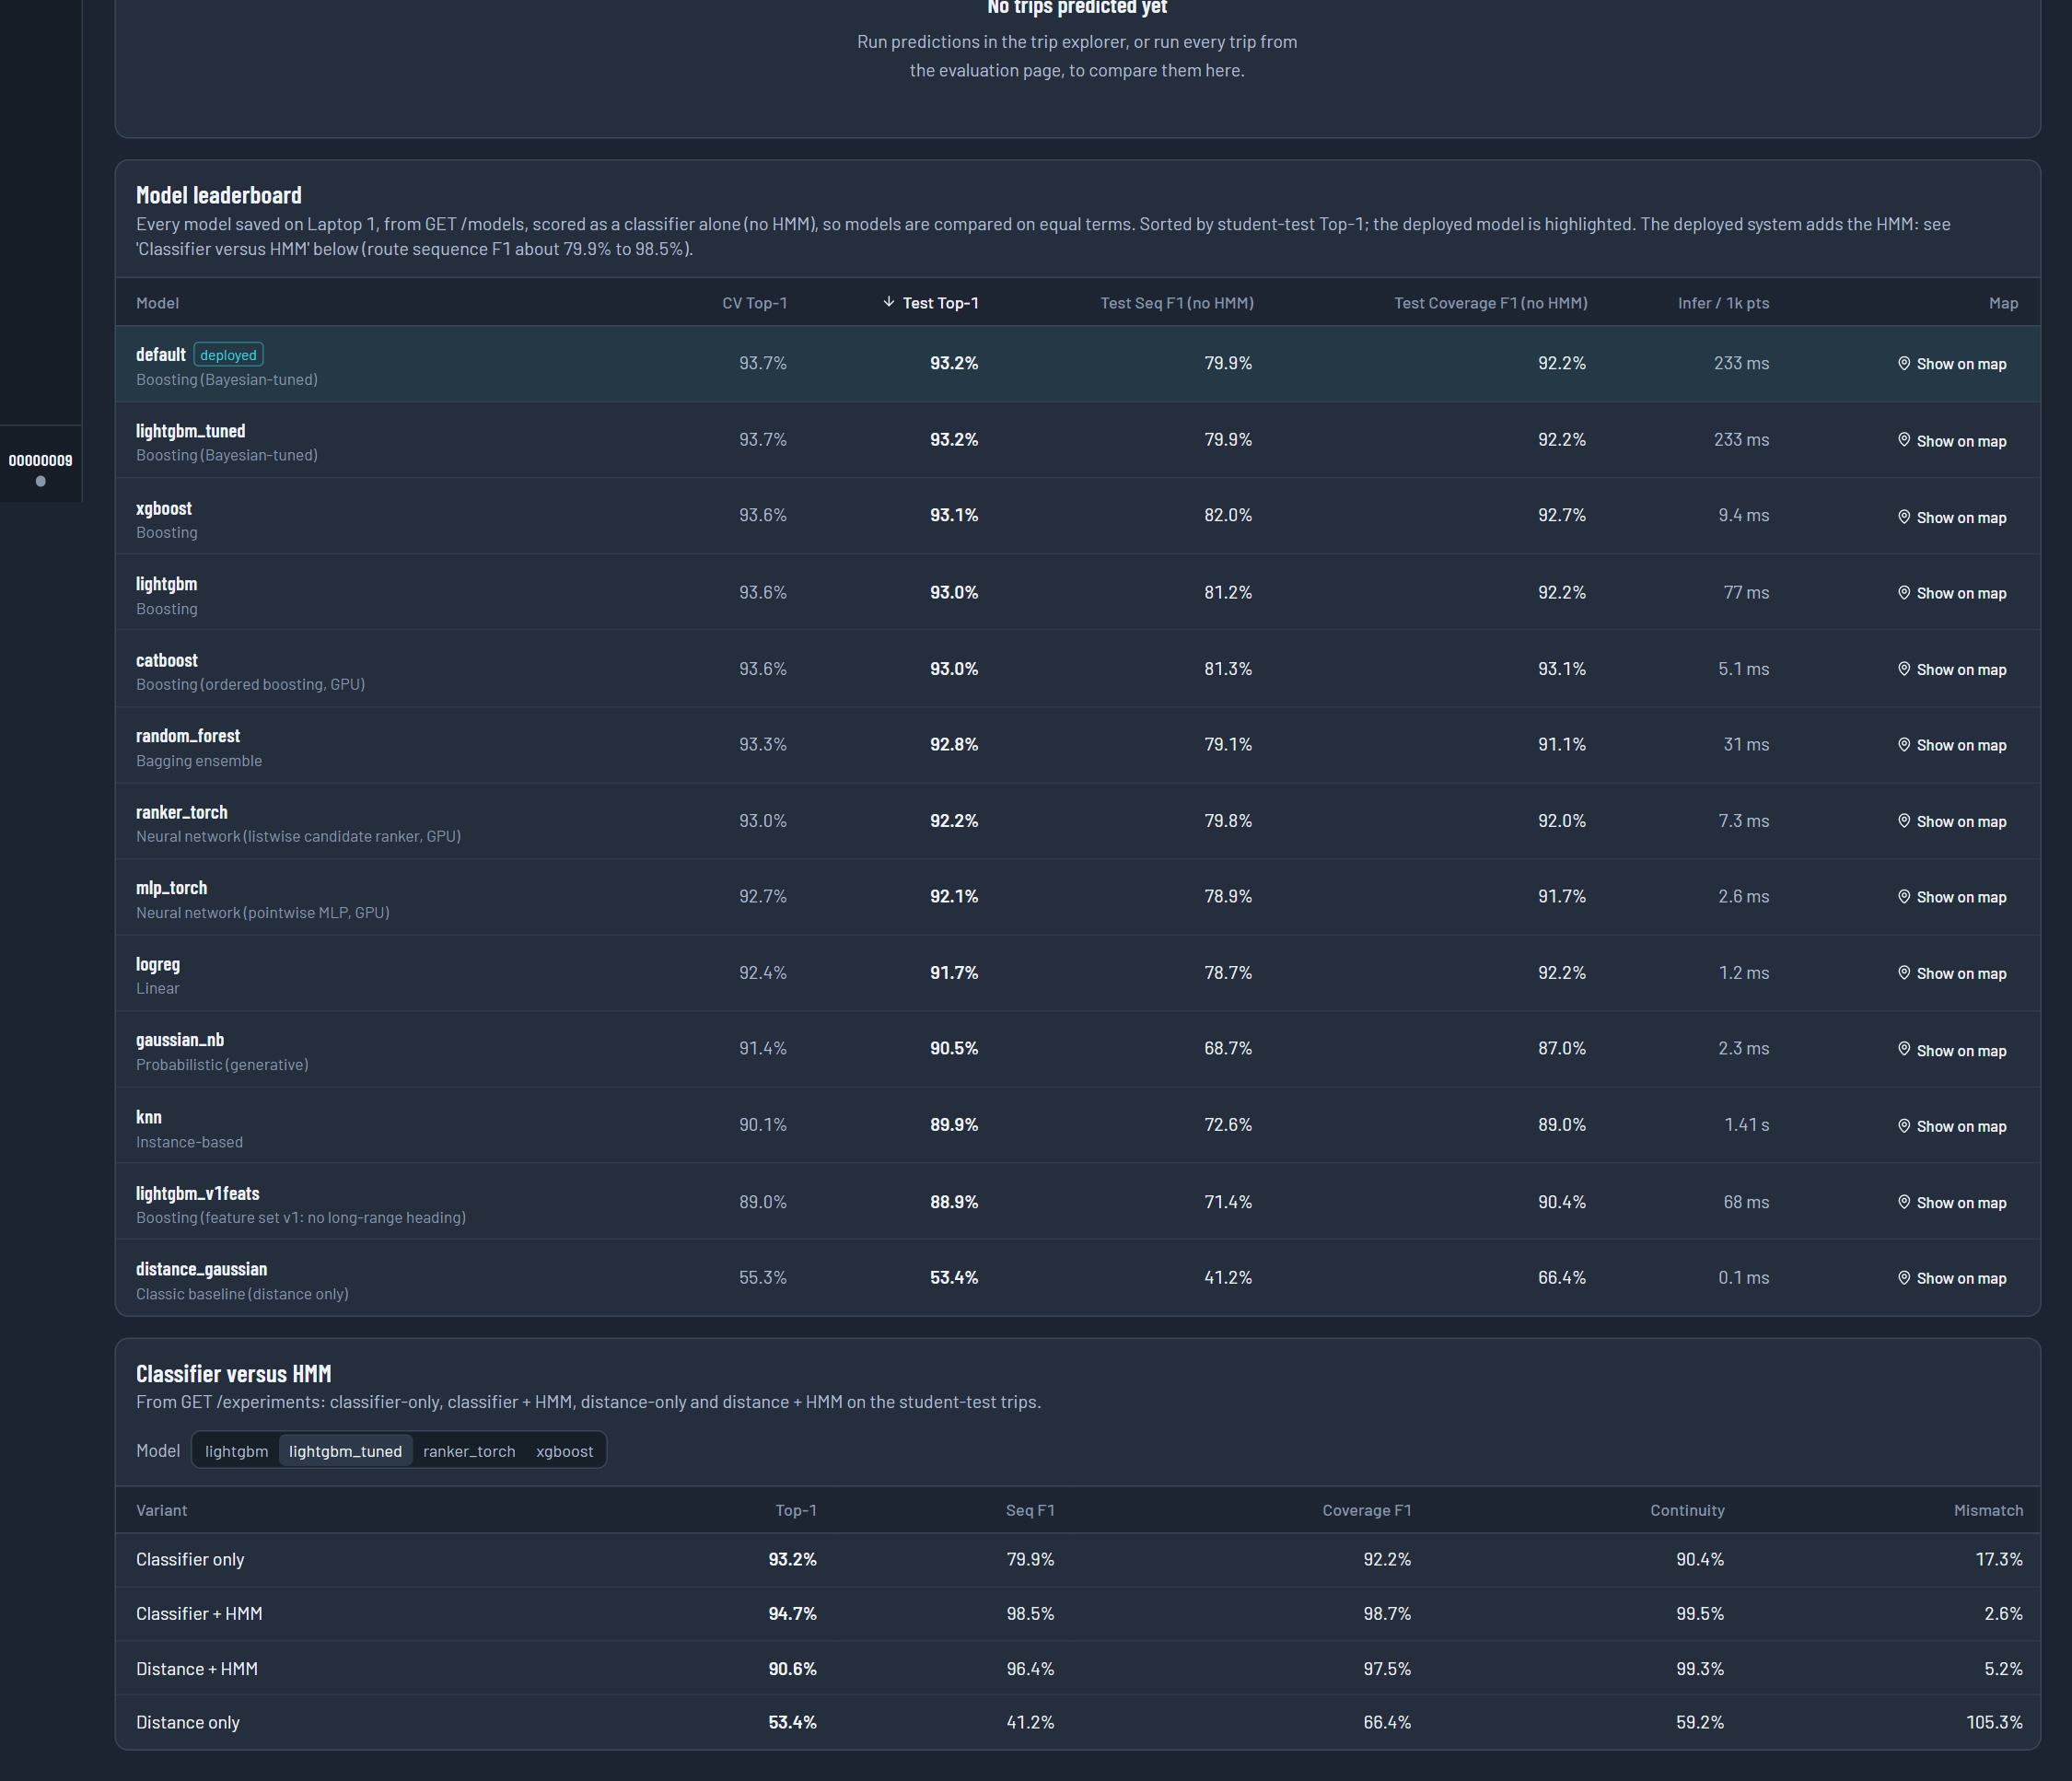 No trips predicted yet
Run predictions in the trip explorer, or run every trip from
the evaluation page, to compare them here.
Model leaderboard
Every model saved on Laptop 1, from GET /models, scored as a classifier alone (no HMM), so models are compared on equal terms. Sorted by student-test Top-1; the deployed model is highlighted. The deployed system adds the HMM: see
'Classifier versus HMM' below (route sequence F1 about 79.9% to 98.5%).
Model CV Top-1 ↓ Test Top-1 Test Seq F1 (no HMM) Test Coverage F1 (no HMM) Infer / 1k pts Map
default deployed
Boosting (Bayesian-tuned)
93.7% 93.2% 79.9% 92.2% 233 ms Show on map
lightgbm_tuned
Boosting (Bayesian-tuned)
93.7% 93.2% 79.9% 92.2% 233 ms Show on map
00000009
xgboost
Boosting
93.6% 93.1% 82.0% 92.7% 9.4 ms Show on map
lightgbm
Boosting
93.6% 93.0% 81.2% 92.2% 77 ms Show on map
catboost
Boosting (ordered boosting, GPU)
93.6% 93.0% 81.3% 93.1% 5.1 ms Show on map
random_forest
Bagging ensemble
93.3% 92.8% 79.1% 91.1% 31 ms Show on map
ranker_torch
Neural network (listwise candidate ranker, GPU)
93.0% 92.2% 79.8% 92.0% 7.3 ms Show on map
mlp_torch
Neural network (pointwise MLP, GPU)
92.7% 92.1% 78.9% 91.7% 2.6 ms Show on map
logreg
Linear
92.4% 91.7% 78.7% 92.2% 1.2 ms Show on map
gaussian_nb
Probabilistic (generative)
91.4% 90.5% 68.7% 87.0% 2.3 ms Show on map
knn
Instance-based
90.1% 89.9% 72.6% 89.0% 1.41 s Show on map
lightgbm_v1feats
Boosting (feature set v1: no long-range heading)
89.0% 88.9% 71.4% 90.4% 68 ms Show on map
distance_gaussian
Classic baseline (distance only)
55.3% 53.4% 41.2% 66.4% 0.1 ms Show on map
Classifier versus HMM
From GET /experiments: classifier-only, classifier + HMM, distance-only and distance + HMM on the student-test trips.
Model lightgbm lightgbm_tuned ranker_torch xgboost
Variant Top-1 Seq F1 Coverage F1 Continuity Mismatch
Classifier only 93.2% 79.9% 92.2% 90.4% 17.3%
Classifier + HMM 94.7% 98.5% 98.7% 99.5% 2.6%
Distance + HMM 90.6% 96.4% 97.5% 99.3% 5.2%
Distance only 53.4% 41.2% 66.4% 59.2% 105.3%